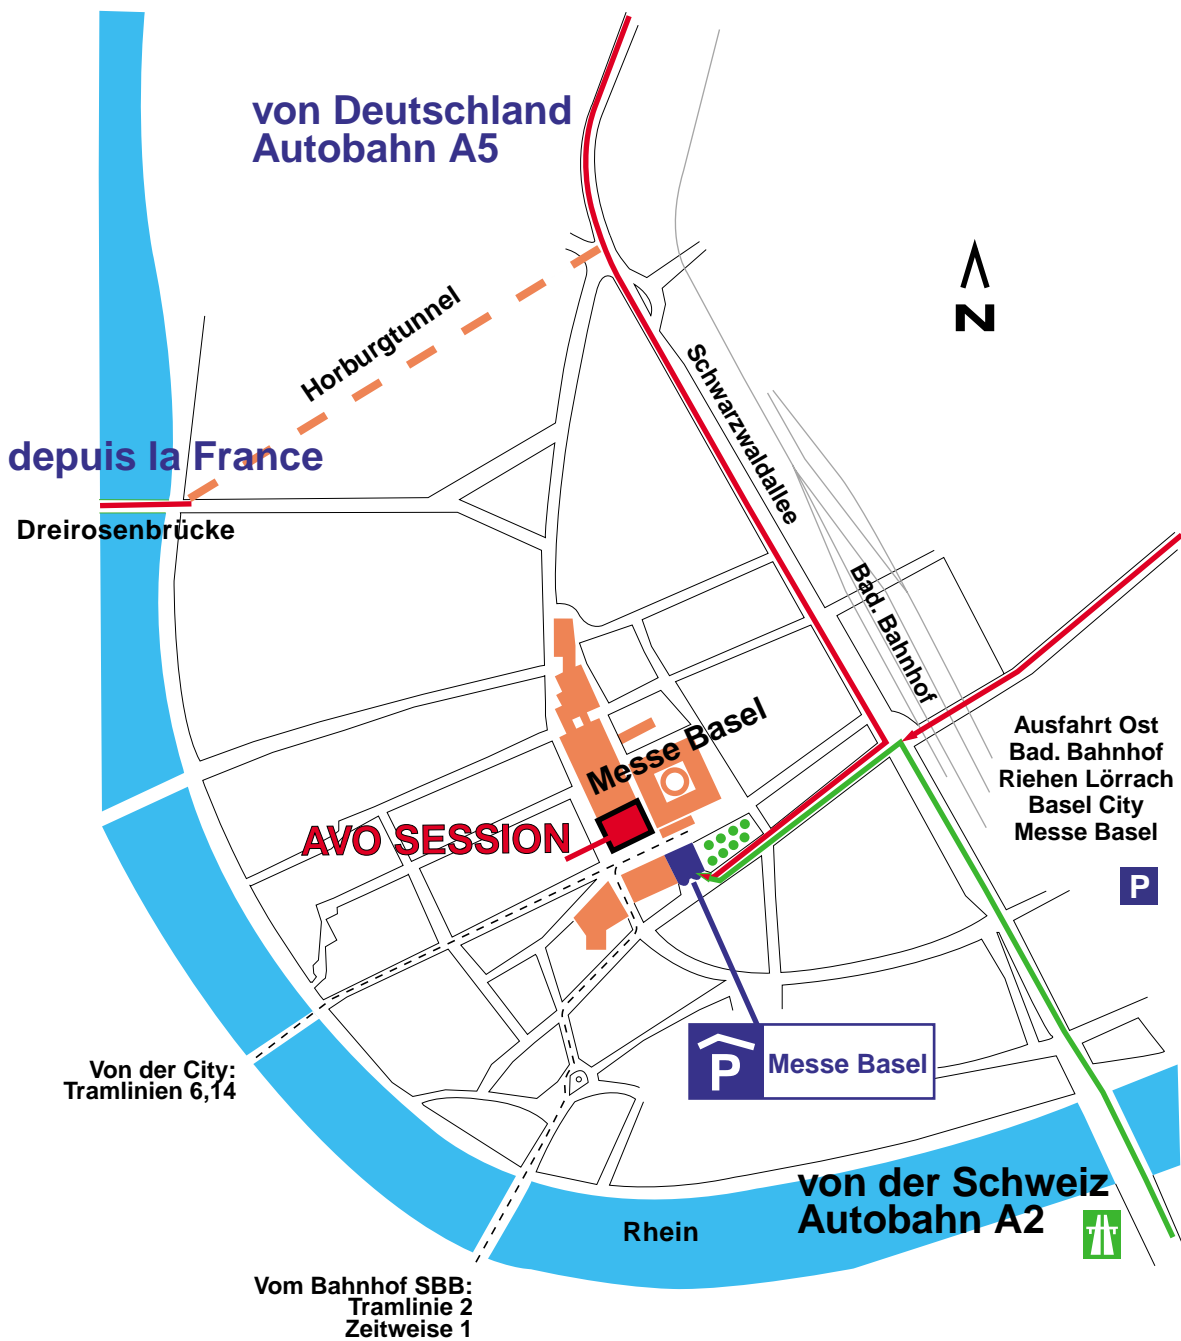 von Deutschland
Autobahn A5
N
Horburgtunnel
Schwarzwaldallee
depuis la France
Dreirosenbrücke
Bad. Bahnhof
Messe Basel
Ausfahrt Ost
Bad. Bahnhof
Riehen Lörrach
Basel City
Messe Basel
P
AVO SESSION
P Messe Basel
Von der City:
Tramlinien 6,14
von der Schweiz
Autobahn A2
Rhein
Vom Bahnhof SBB:
Tramlinie 2
Zeitweise 1